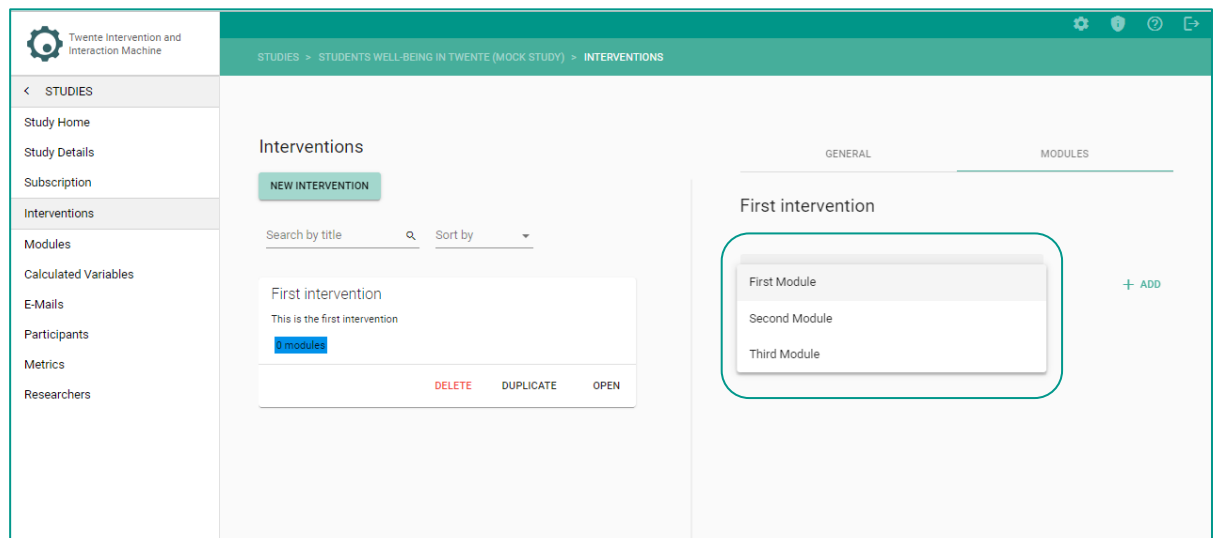 Twente Intervention and
Interaction Machine
STUDIES > STUDENTS WELL-BEING IN TWENTE (MOCK STUDY) > INTERVENTIONS
< STUDIES
Study Home
Study Details
Subscription
Interventions
Modules
Calculated Variables
E-Mails
Participants
Metrics
Researchers
Interventions
NEW INTERVENTION
Search by title
Sort by
First intervention
This is the first intervention
0 modules
DELETE DUPLICATE OPEN
GENERAL MODULES
First intervention
First Module
Second Module
Third Module
+ ADD